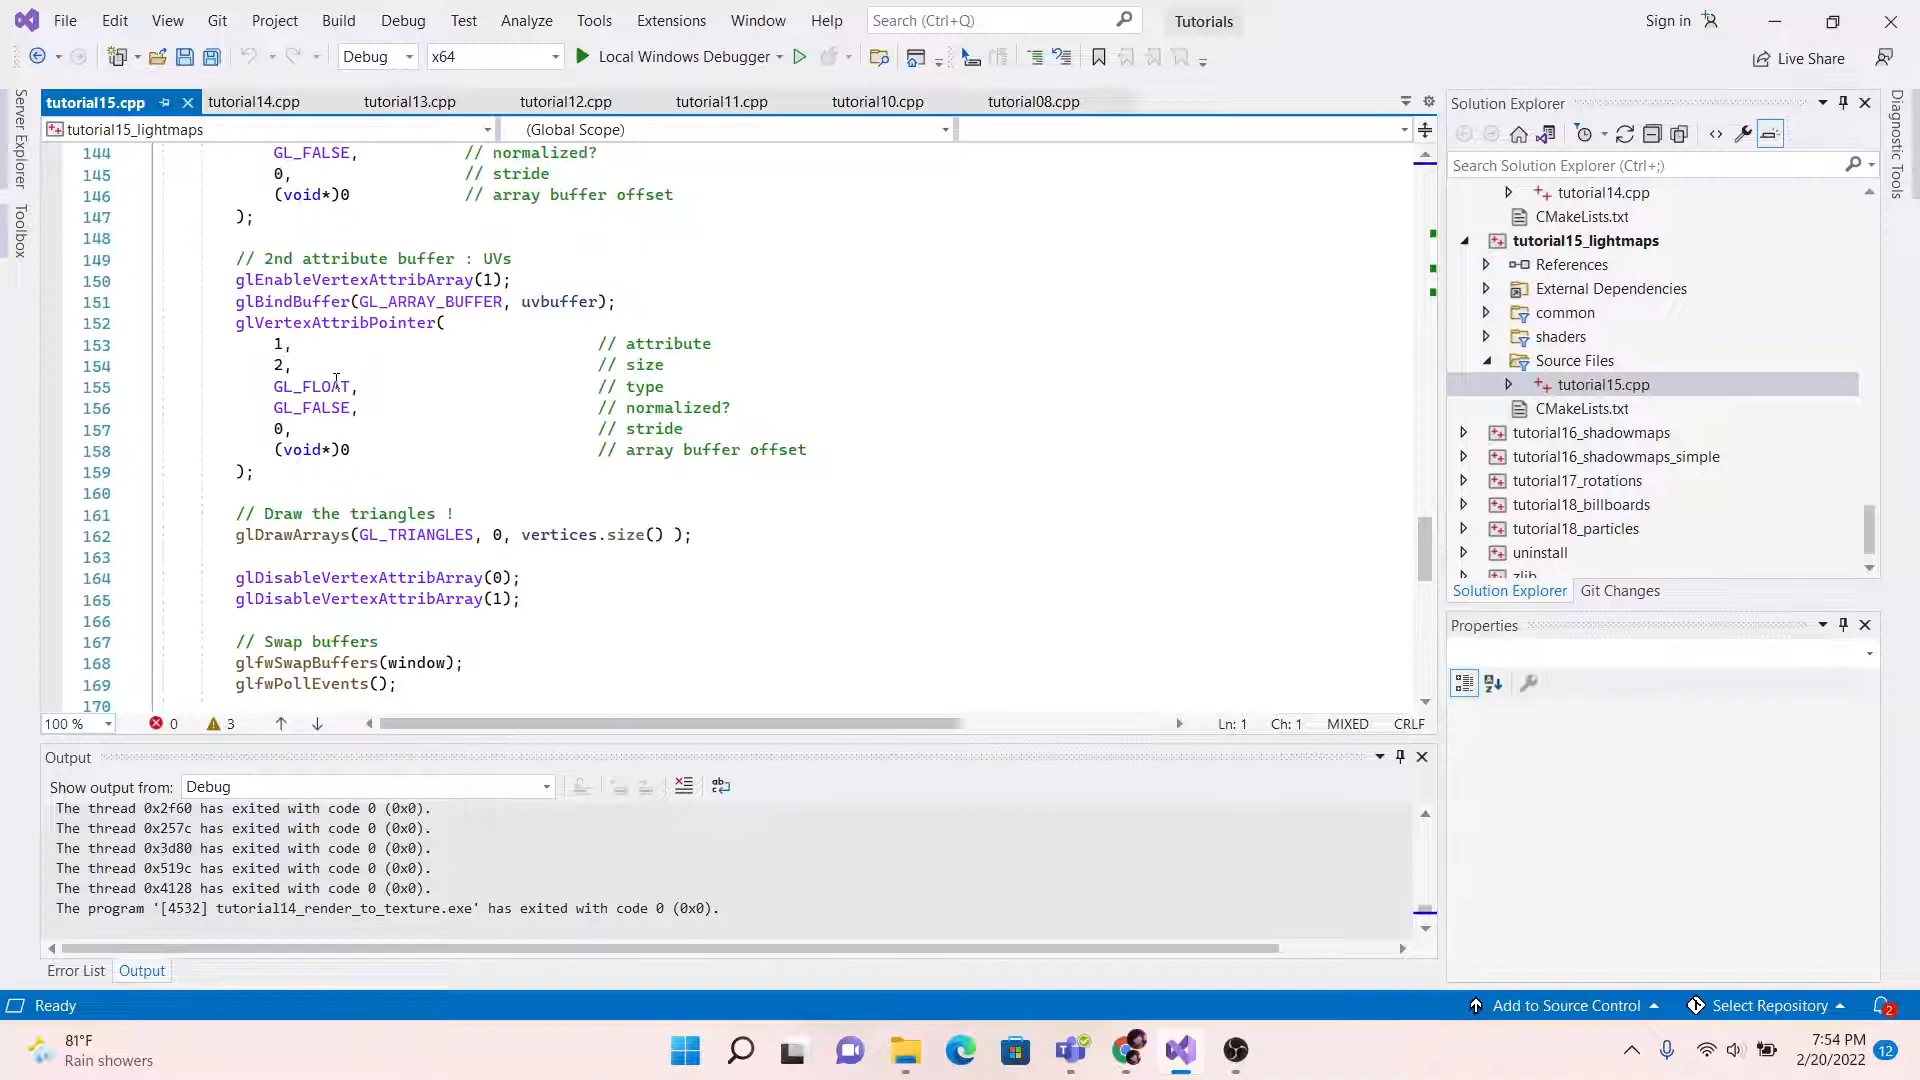 File Edit View Git Project Build Debug Test Analyze Tools Extensions Window Help Search (Ctrl+Q) Tutorials Sign in
Debug x64 Local Windows Debugger Live Share
Server Explorer
Toolbox
tutorial15.cpp tutorial14.cpp tutorial13.cpp tutorial12.cpp tutorial11.cpp tutorial10.cpp tutorial08.cpp
tutorial15_lightmaps (Global Scope)
144 GL_FALSE, // normalized?
145 0, // stride
146 (void*)0 // array buffer offset
147 );
148
149 // 2nd attribute buffer : UVs
150 glEnableVertexAttribArray(1);
151 glBindBuffer(GL_ARRAY_BUFFER, uvbuffer);
152 glVertexAttribPointer(
153 1, // attribute
154 2, // size
155 GL_FLOAT, // type
156 GL_FALSE, // normalized?
157 0, // stride
158 (void*)0 // array buffer offset
159 );
160
161 // Draw the triangles !
162 glDrawArrays(GL_TRIANGLES, 0, vertices.size() );
163
164 glDisableVertexAttribArray(0);
165 glDisableVertexAttribArray(1);
166
167 // Swap buffers
168 glfwSwapBuffers(window);
169 glfwPollEvents();
170
100 % 0 3 Ln: 1 Ch: 1 MIXED CRLF
Output
Show output from: Debug
The thread 0x2f60 has exited with code 0 (0x0).
The thread 0x257c has exited with code 0 (0x0).
The thread 0x3d80 has exited with code 0 (0x0).
The thread 0x519c has exited with code 0 (0x0).
The thread 0x4128 has exited with code 0 (0x0).
The program '[4532] tutorial14_render_to_texture.exe' has exited with code 0 (0x0).
Error List Output
Solution Explorer
Search Solution Explorer (Ctrl+;)
tutorial14.cpp
CMakeLists.txt
tutorial15_lightmaps
References
External Dependencies
common
shaders
Source Files
tutorial15.cpp
CMakeLists.txt
tutorial16_shadowmaps
tutorial16_shadowmaps_simple
tutorial17_rotations
tutorial18_billboards
tutorial18_particles
uninstall
zlib
Solution Explorer Git Changes
Properties
Diagnostic Tools
Ready Add to Source Control Select Repository 2
81°F
Rain showers
7:54 PM
2/20/2022
12